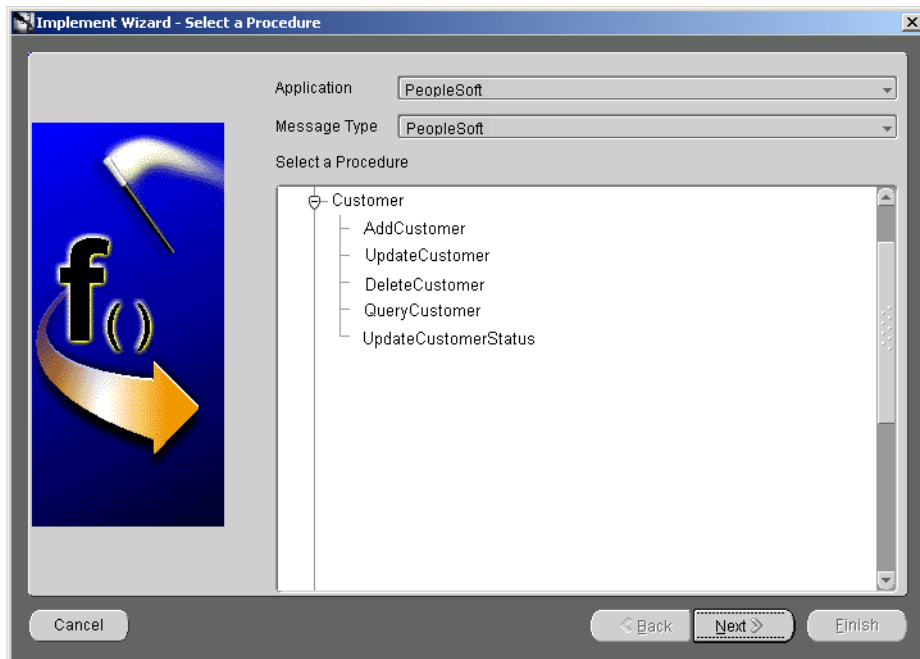 Implement Wizard - Select a Procedure
Application PeopleSoft
Message Type PeopleSoft
Select a Procedure
Customer
AddCustomer
UpdateCustomer
DeleteCustomer
QueryCustomer
UpdateCustomerStatus
f()
Cancel Back Next Finish